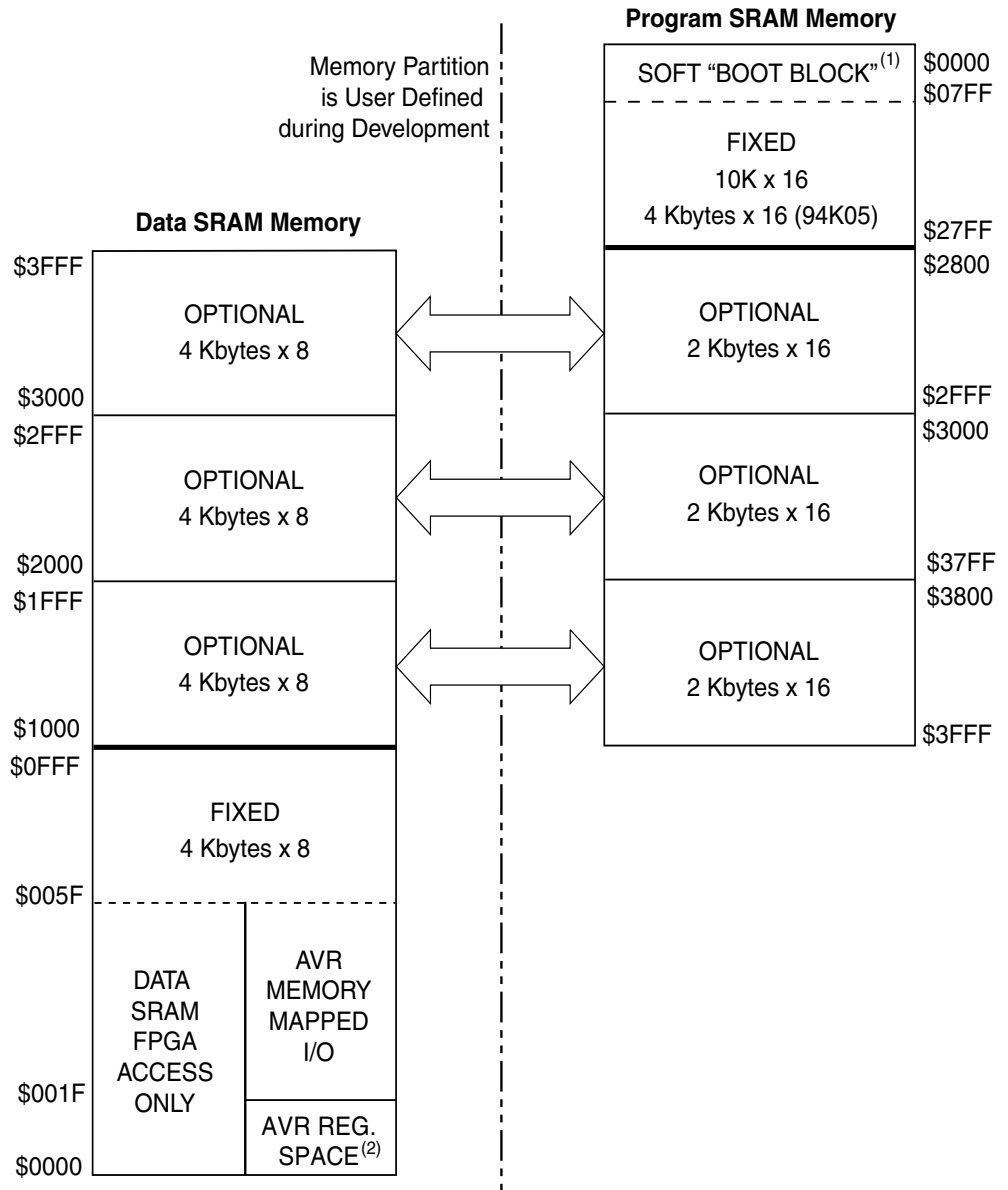 Program SRAM Memory
Memory Partition
is User Defined
during Development
SOFT “BOOT BLOCK”(1)
$0000
$07FF
FIXED
10K x 16
4 Kbytes x 16 (94K05)
$27FF
$2800
OPTIONAL
2 Kbytes x 16
$2FFF
$3000
OPTIONAL
2 Kbytes x 16
$37FF
$3800
OPTIONAL
2 Kbytes x 16
$3FFF
Data SRAM Memory
$3FFF
OPTIONAL
4 Kbytes x 8
$3000
$2FFF
OPTIONAL
4 Kbytes x 8
$2000
$1FFF
OPTIONAL
4 Kbytes x 8
$1000
$0FFF
FIXED
4 Kbytes x 8
$005F
DATA
SRAM
FPGA
ACCESS
ONLY
AVR
MEMORY
MAPPED
I/O
$001F
AVR REG.
SPACE(2)
$0000